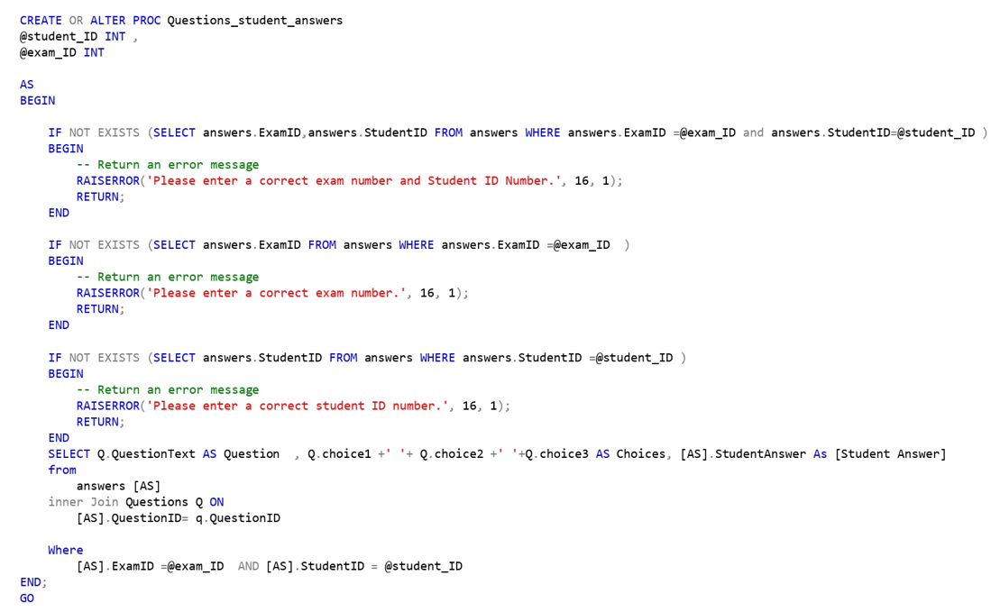 CREATE OR ALTER PROC Questions_student_answers
@student_ID INT ,
@exam_ID INT
AS
BEGIN
IF NOT EXISTS (SELECT answers.ExamID,answers.StudentID FROM answers WHERE answers.ExamID =@exam_ID and answers.StudentID=@student_ID )
BEGIN
-- Return an error message
RAISERROR('Please enter a correct exam number and Student ID Number.', 16, 1);
RETURN;
END
IF NOT EXISTS (SELECT answers.ExamID FROM answers WHERE answers.ExamID =@exam_ID  )
BEGIN
-- Return an error message
RAISERROR('Please enter a correct exam number.', 16, 1);
RETURN;
END
IF NOT EXISTS (SELECT answers.StudentID FROM answers WHERE answers.StudentID =@student_ID )
BEGIN
-- Return an error message
RAISERROR('Please enter a correct student ID number.', 16, 1);
RETURN;
END
SELECT Q.QuestionText AS Question  , Q.choice1 +' '+ Q.choice2 +' '+Q.choice3 AS Choices, [AS].StudentAnswer As [Student Answer]
from
answers [AS]
inner Join Questions Q ON
[AS].QuestionID= q.QuestionID
Where
[AS].ExamID =@exam_ID  AND [AS].StudentID = @student_ID
END;
GO